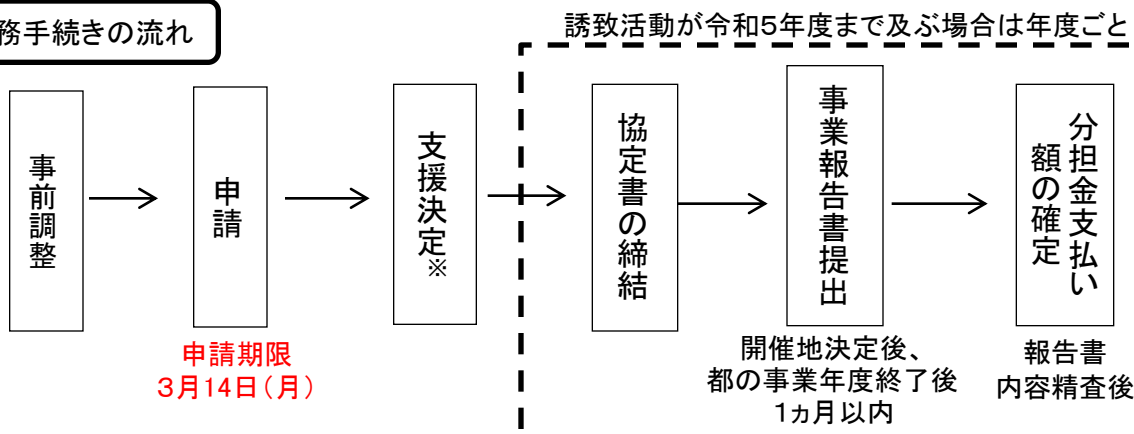 務手続きの流れ
誘致活動が令和5年度まで及ぶ場合は年度ごと
事前調整
申請
支援決定※
協定書の締結
事業報告書提出
分担金支払い
額の確定
申請期限
3月14日(月)
開催地決定後、
都の事業年度終了後
1ヵ月以内
報告書
内容精査後